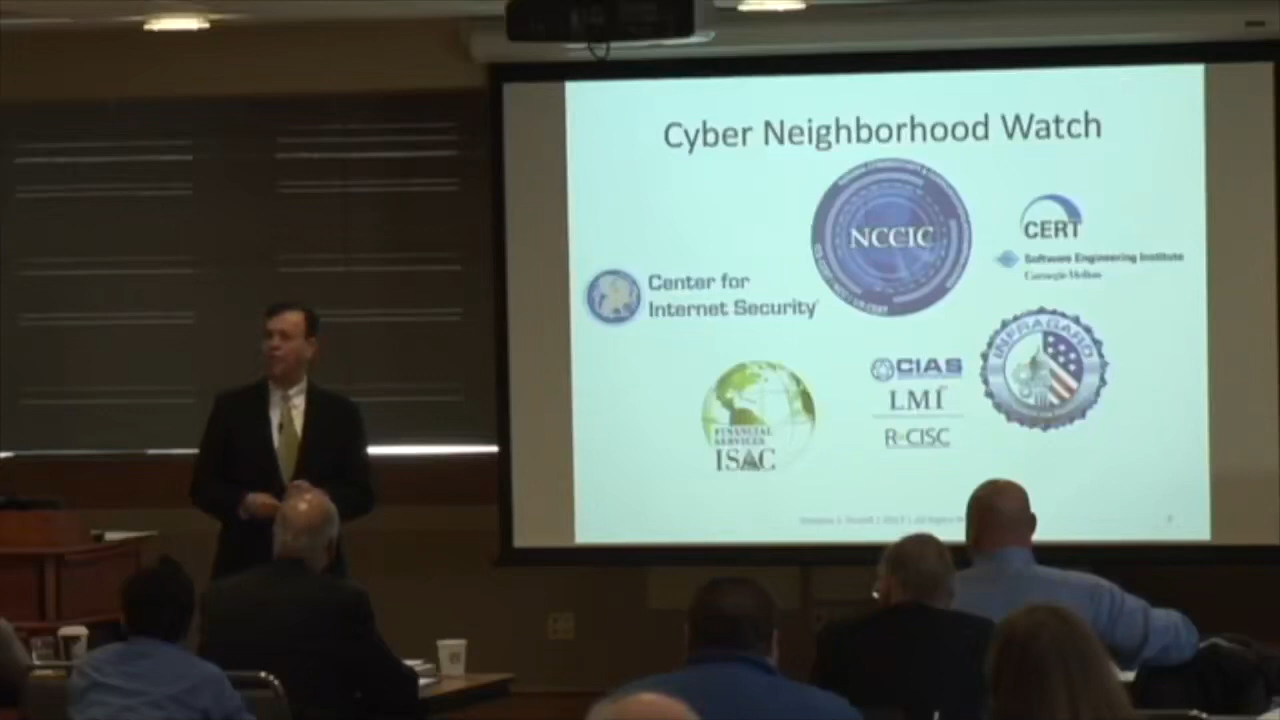 Cyber Neighborhood Watch
NCCIC
CERT
Software Engineering Institute
Carnegie Mellon
Center for
Internet Security
INFRAGARD
CIAS
LMI
R-CISC
FINANCIAL
SERVICES
ISAC